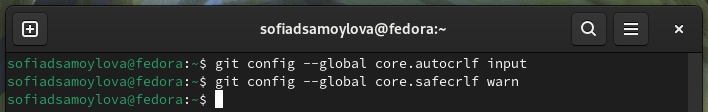 sofiadsamoylova@fedora:~
sofiadsamoylova@fedora:~$ git config --global core.autocrlf input
sofiadsamoylova@fedora:~$ git config --global core.safecrlf warn
sofiadsamoylova@fedora:~$